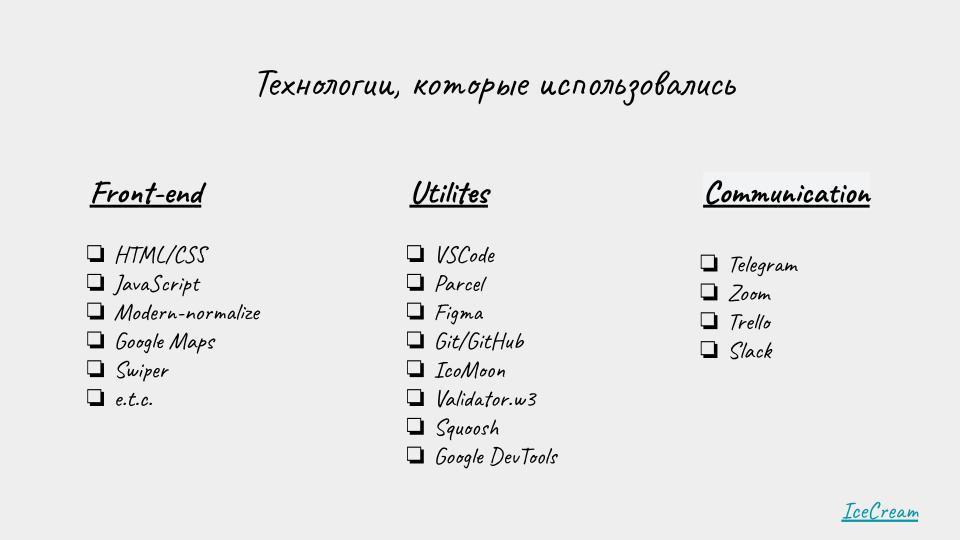 Технологии, которые использовались
Front-end
HTML/CSS
JavaScript
Modern-normalize
Google Maps
Swiper
e.t.c.
Utilites
VSCode
Parcel
Figma
Git/GitHub
IcoMoon
Validator.w3
Squoosh
Google DevTools
Communication
Telegram
Zoom
Trello
Slack
IceCream